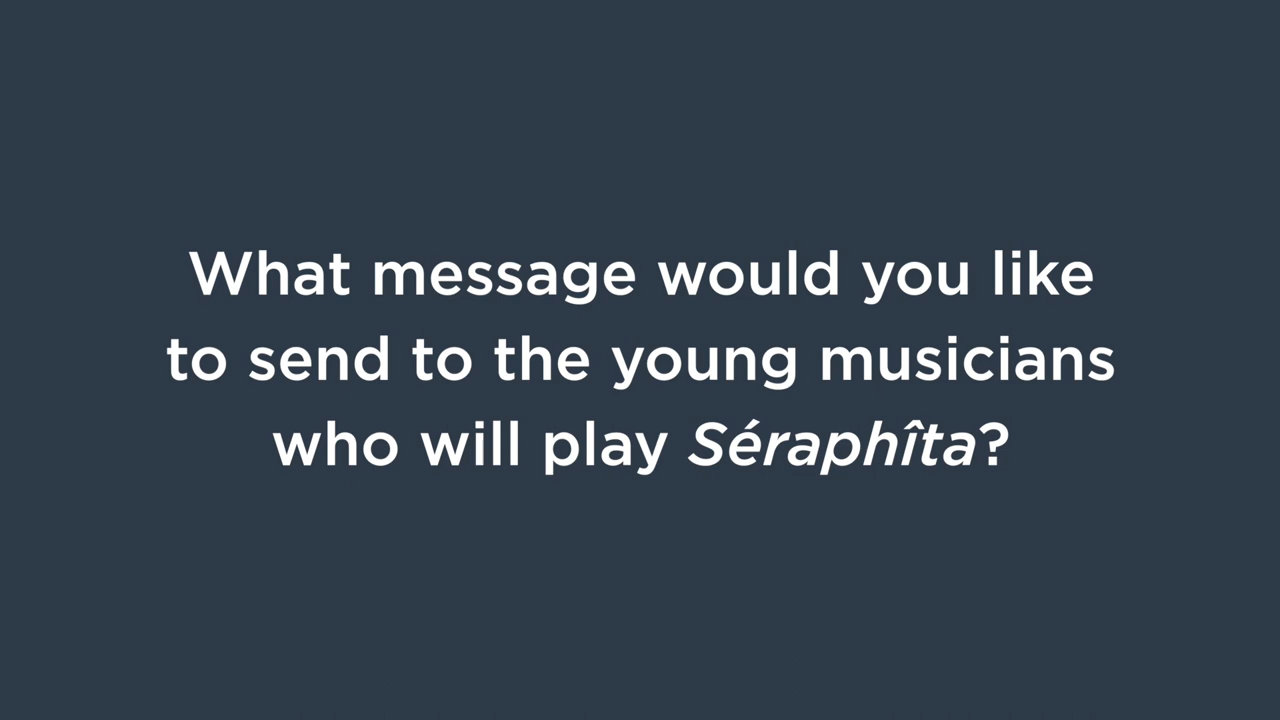 What message would you like
to send to the young musicians
who will play Séraphîta?